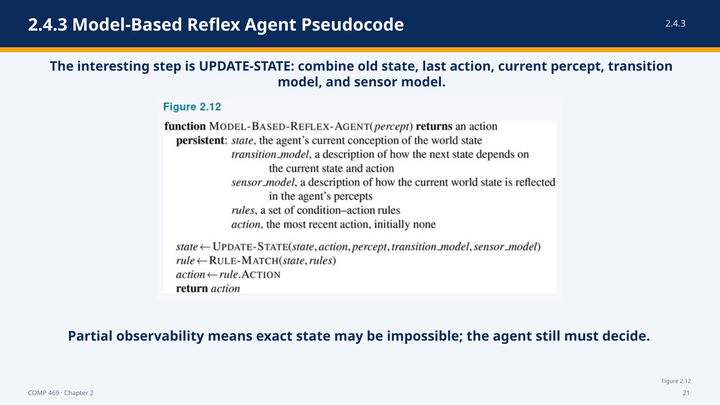 2.4.3 Model-Based Reflex Agent Pseudocode
2.4.3
The interesting step is UPDATE-STATE: combine old state, last action, current percept, transition
model, and sensor model.
Figure 2.12
function MODEL-BASED-REFLEX-AGENT(percept) returns an action
persistent: state, the agent's current conception of the world state
transition_model, a description of how the next state depends on
the current state and action
sensor_model, a description of how the current world state is reflected
in the agent's percepts
rules, a set of condition–action rules
action, the most recent action, initially none
state ← UPDATE-STATE(state, action, percept, transition_model, sensor_model)
rule ← RULE-MATCH(state, rules)
action ← rule.ACTION
return action
Partial observability means exact state may be impossible; the agent still must decide.
Figure 2.12
COMP 469 · Chapter 2
21